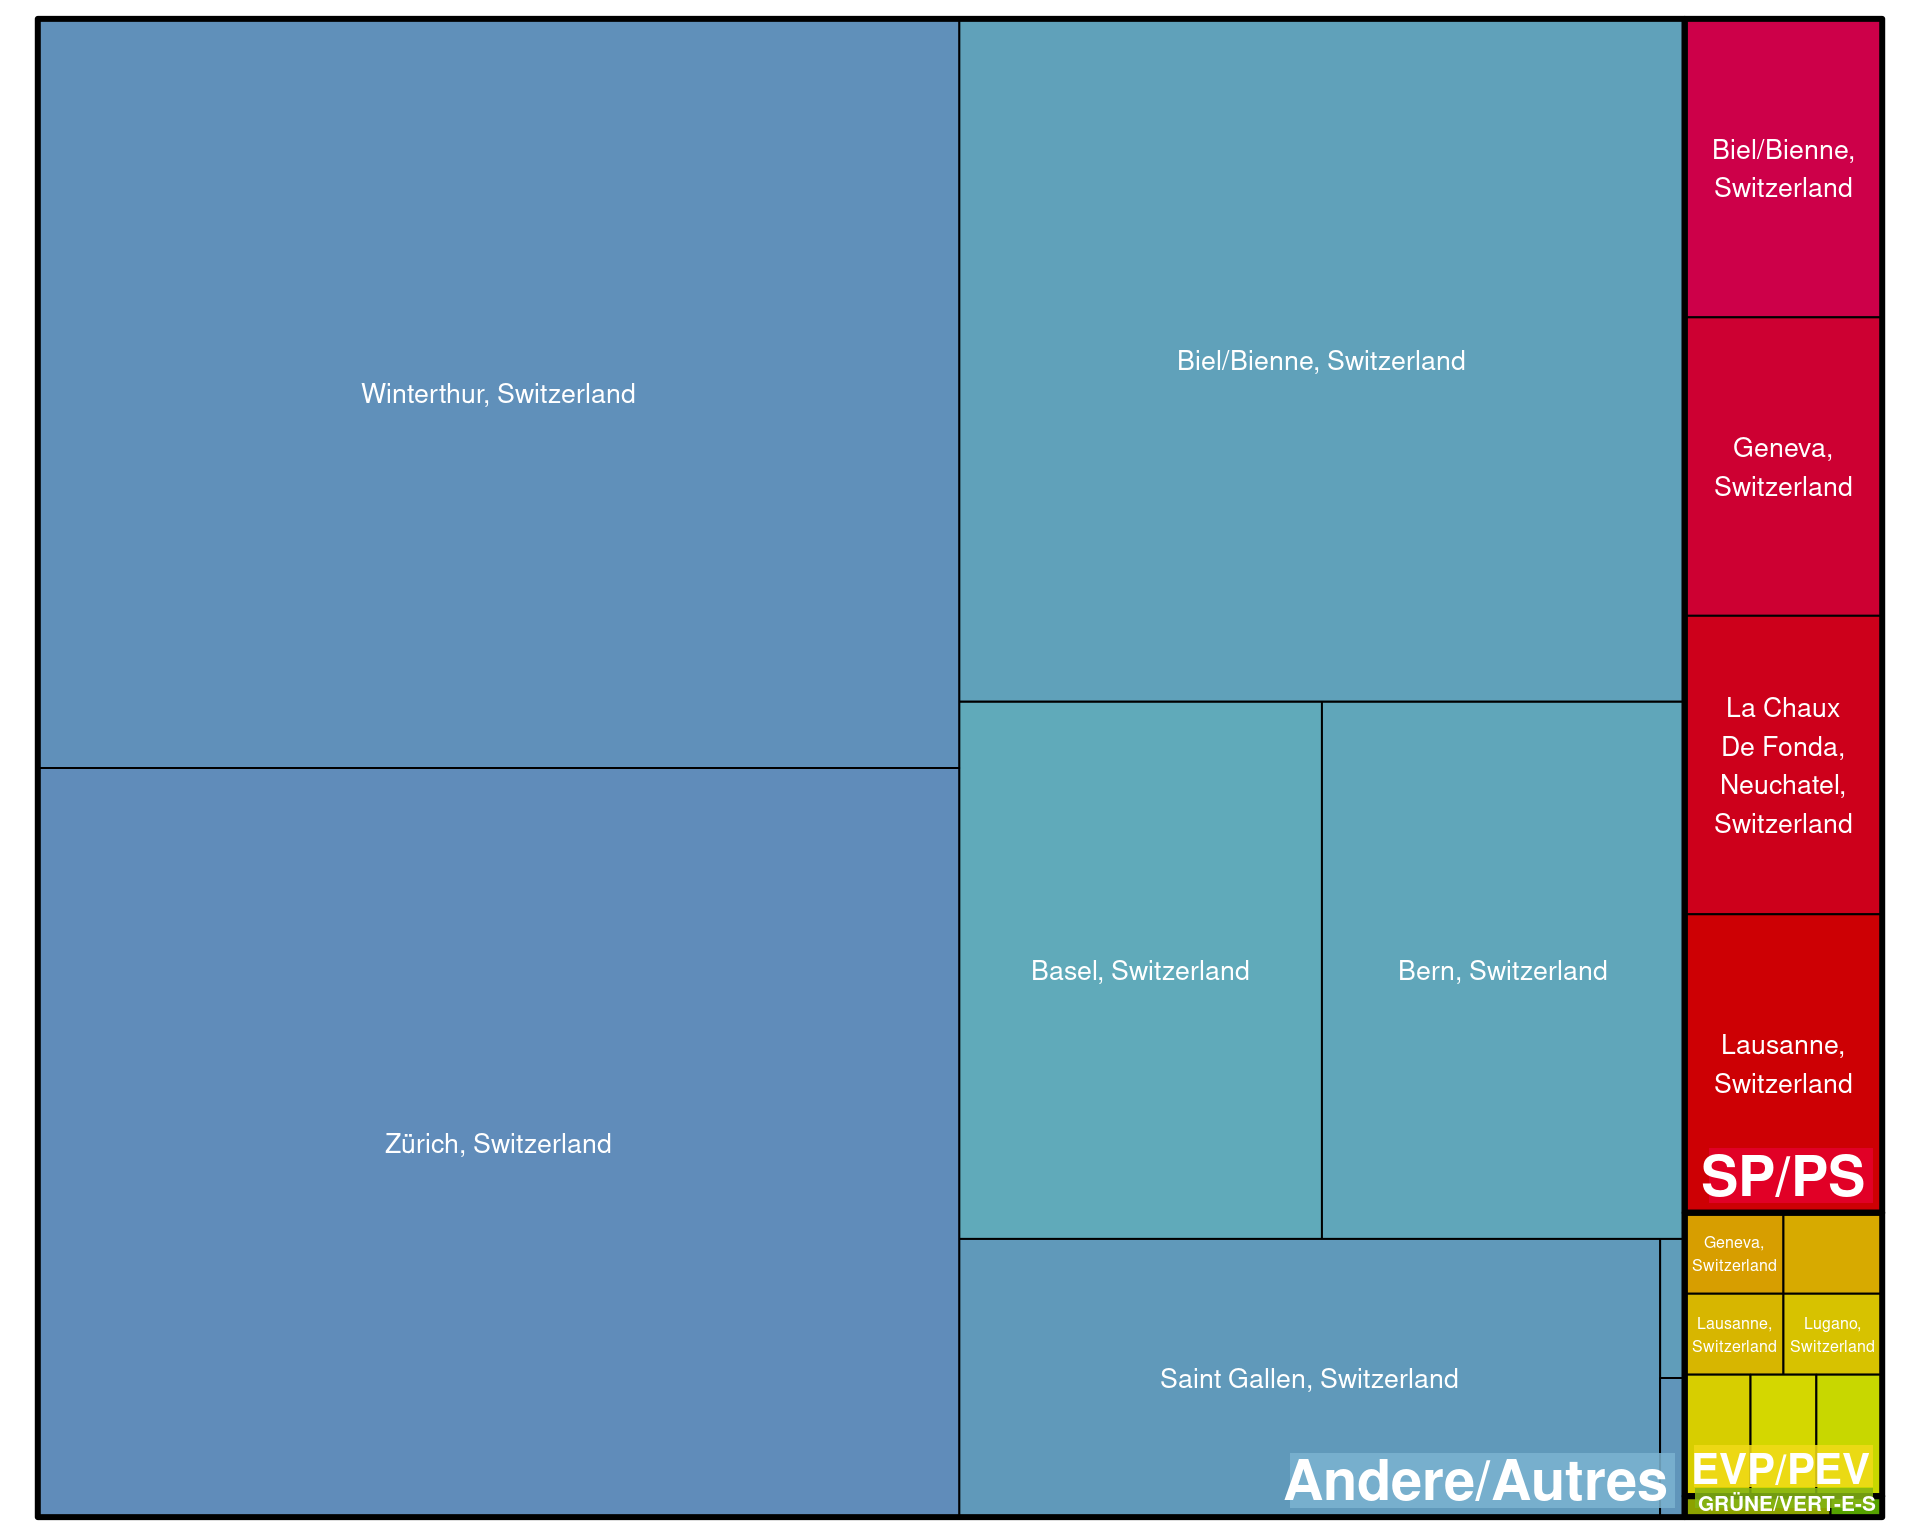 Winterthur, Switzerland
Zürich, Switzerland
Biel/Bienne, Switzerland
Basel, Switzerland
Bern, Switzerland
Saint Gallen, Switzerland
Andere/Autres
Biel/Bienne,
Switzerland
Geneva,
Switzerland
La Chaux
De Fonda,
Neuchatel,
Switzerland
Lausanne,
Switzerland
SP/PS
Geneva,
Switzerland
Lausanne,
Switzerland
Lugano,
Switzerland
EVP/PEV
GRÜNE/VERT-E-S